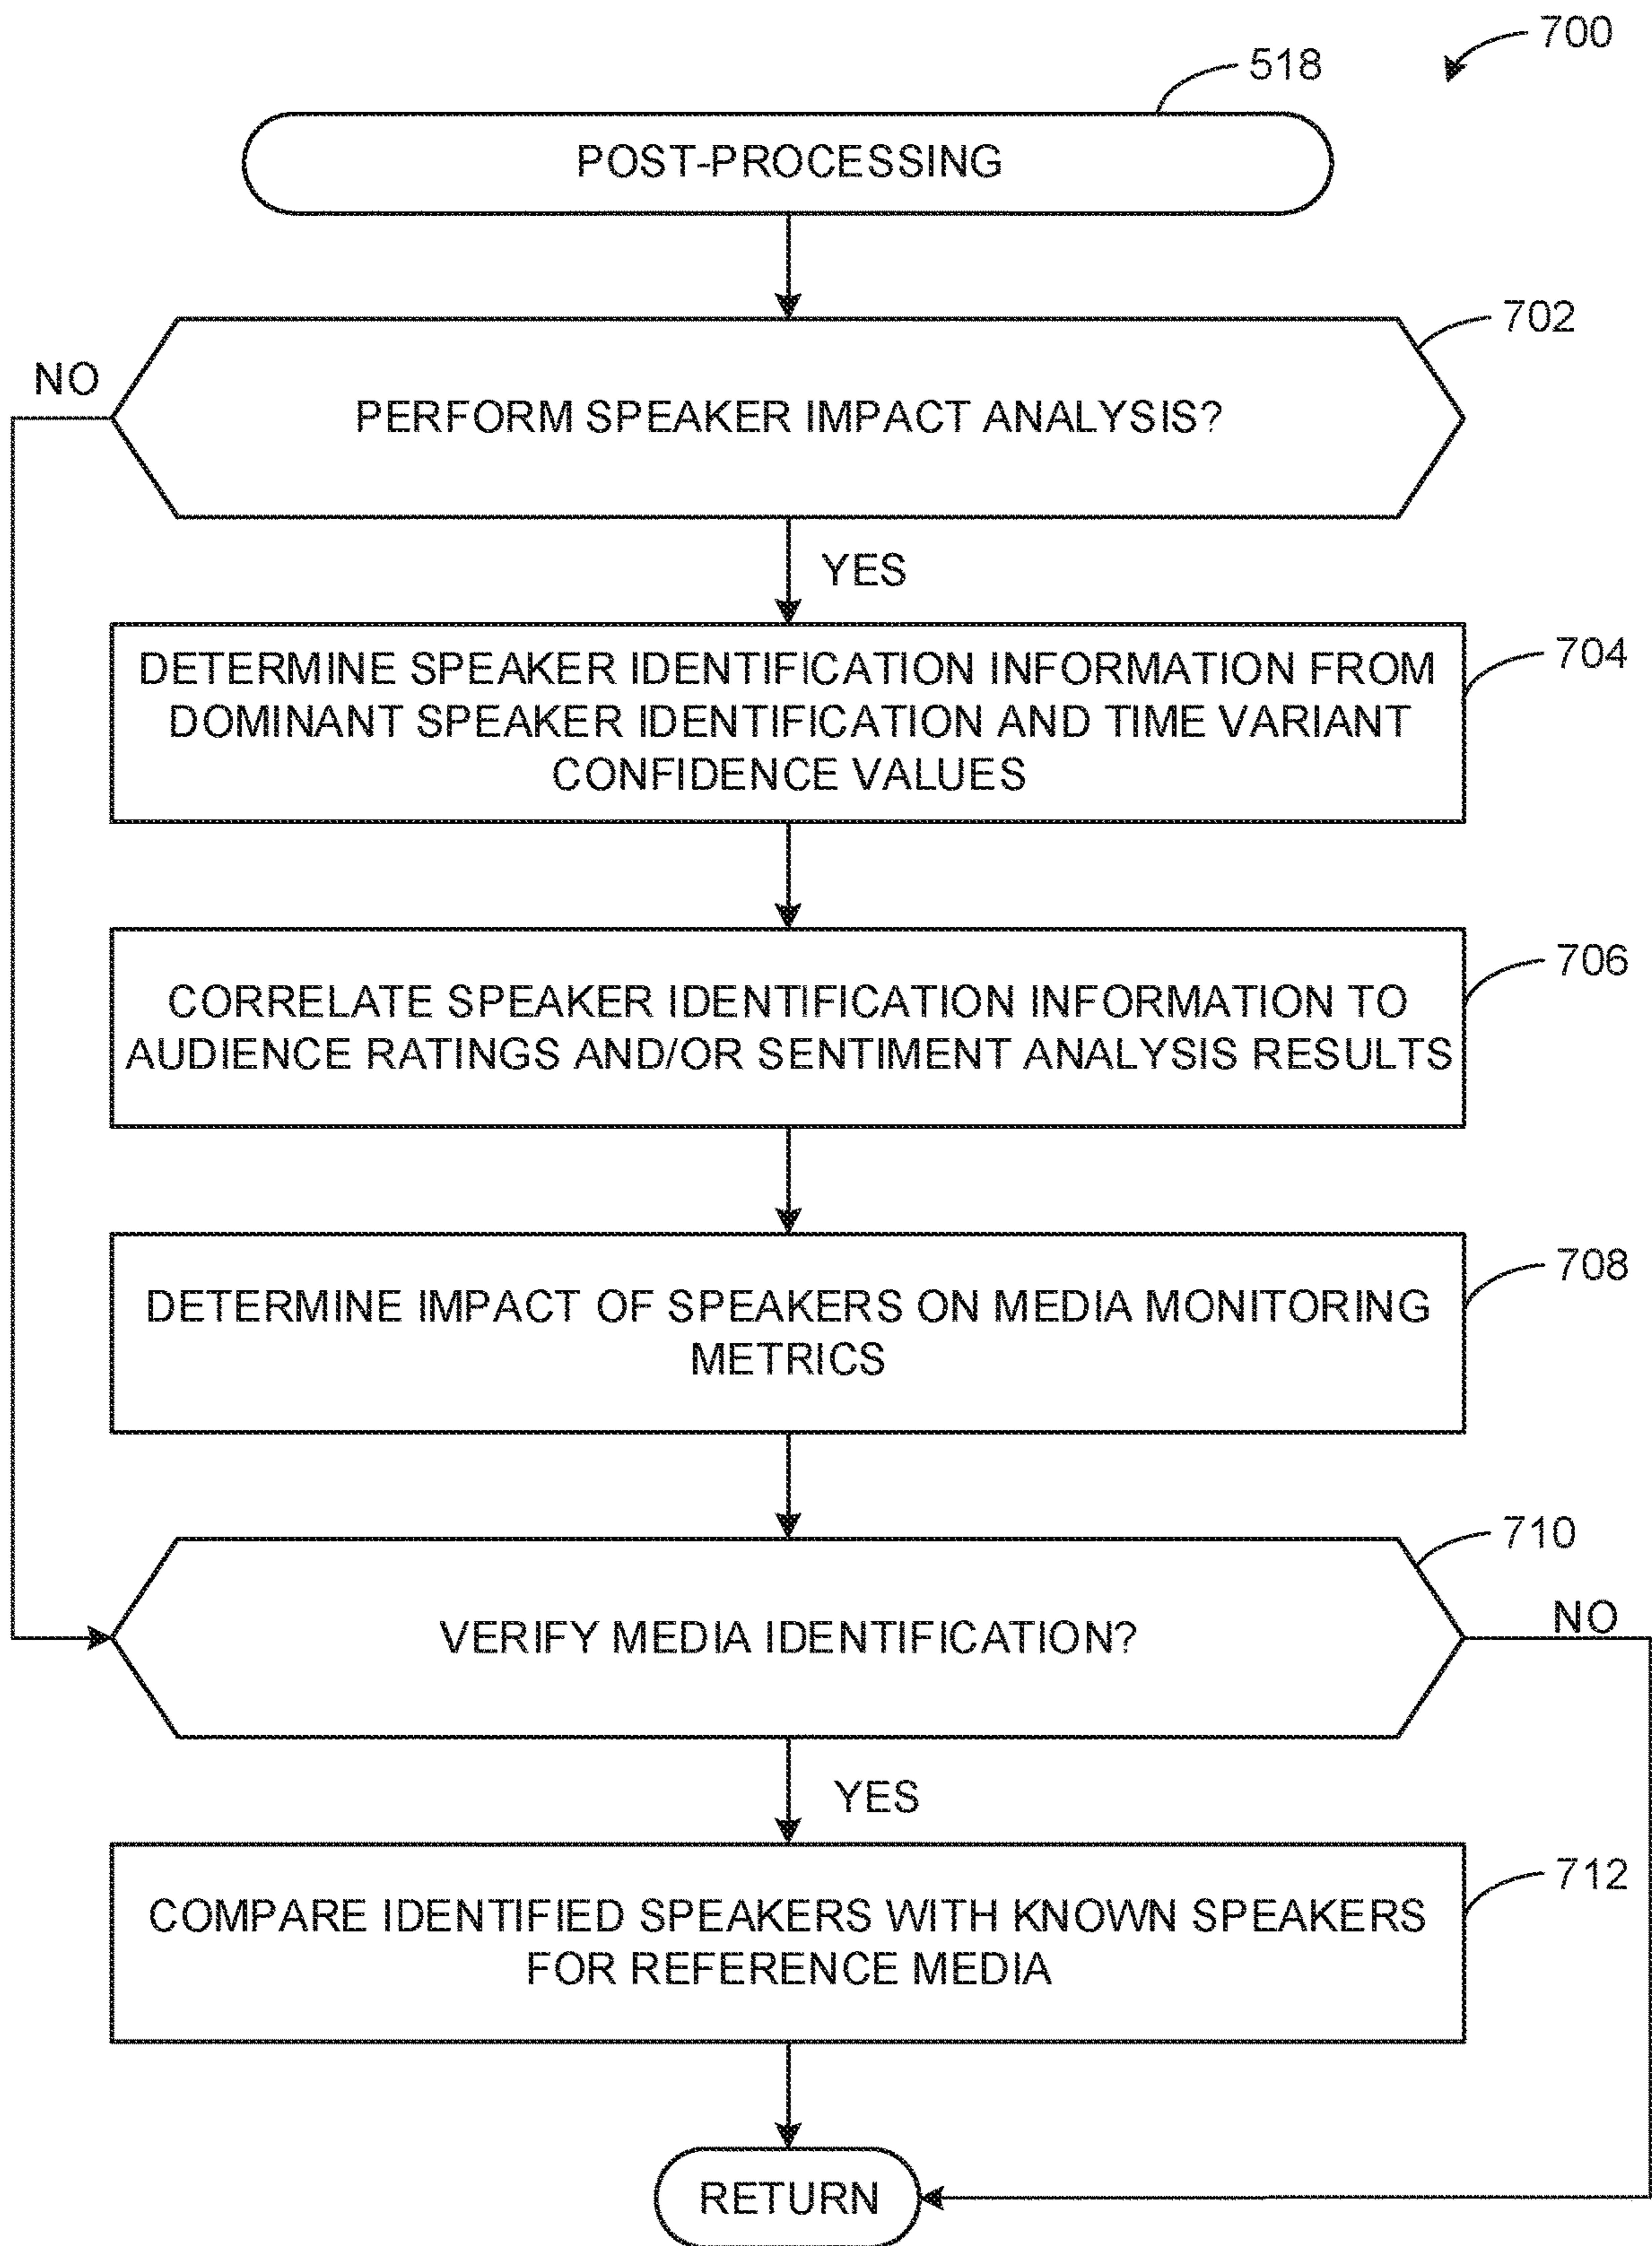 700
518
POST-PROCESSING
702
NO
PERFORM SPEAKER IMPACT ANALYSIS?
YES
704
DETERMINE SPEAKER IDENTIFICATION INFORMATION FROM
DOMINANT SPEAKER IDENTIFICATION AND TIME VARIANT
CONFIDENCE VALUES
706
CORRELATE SPEAKER IDENTIFICATION INFORMATION TO
AUDIENCE RATINGS AND/OR SENTIMENT ANALYSIS RESULTS
708
DETERMINE IMPACT OF SPEAKERS ON MEDIA MONITORING
METRICS
710
NO
VERIFY MEDIA IDENTIFICATION?
YES
712
COMPARE IDENTIFIED SPEAKERS WITH KNOWN SPEAKERS
FOR REFERENCE MEDIA
RETURN